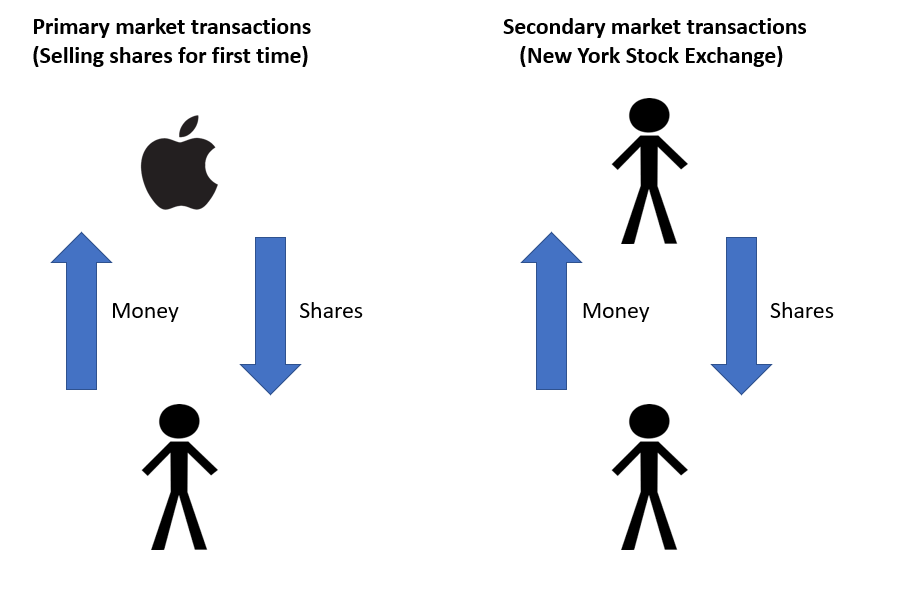 Primary market transactions
(Selling shares for first time)
Money
Shares
Secondary market transactions
(New York Stock Exchange)
Money
Shares